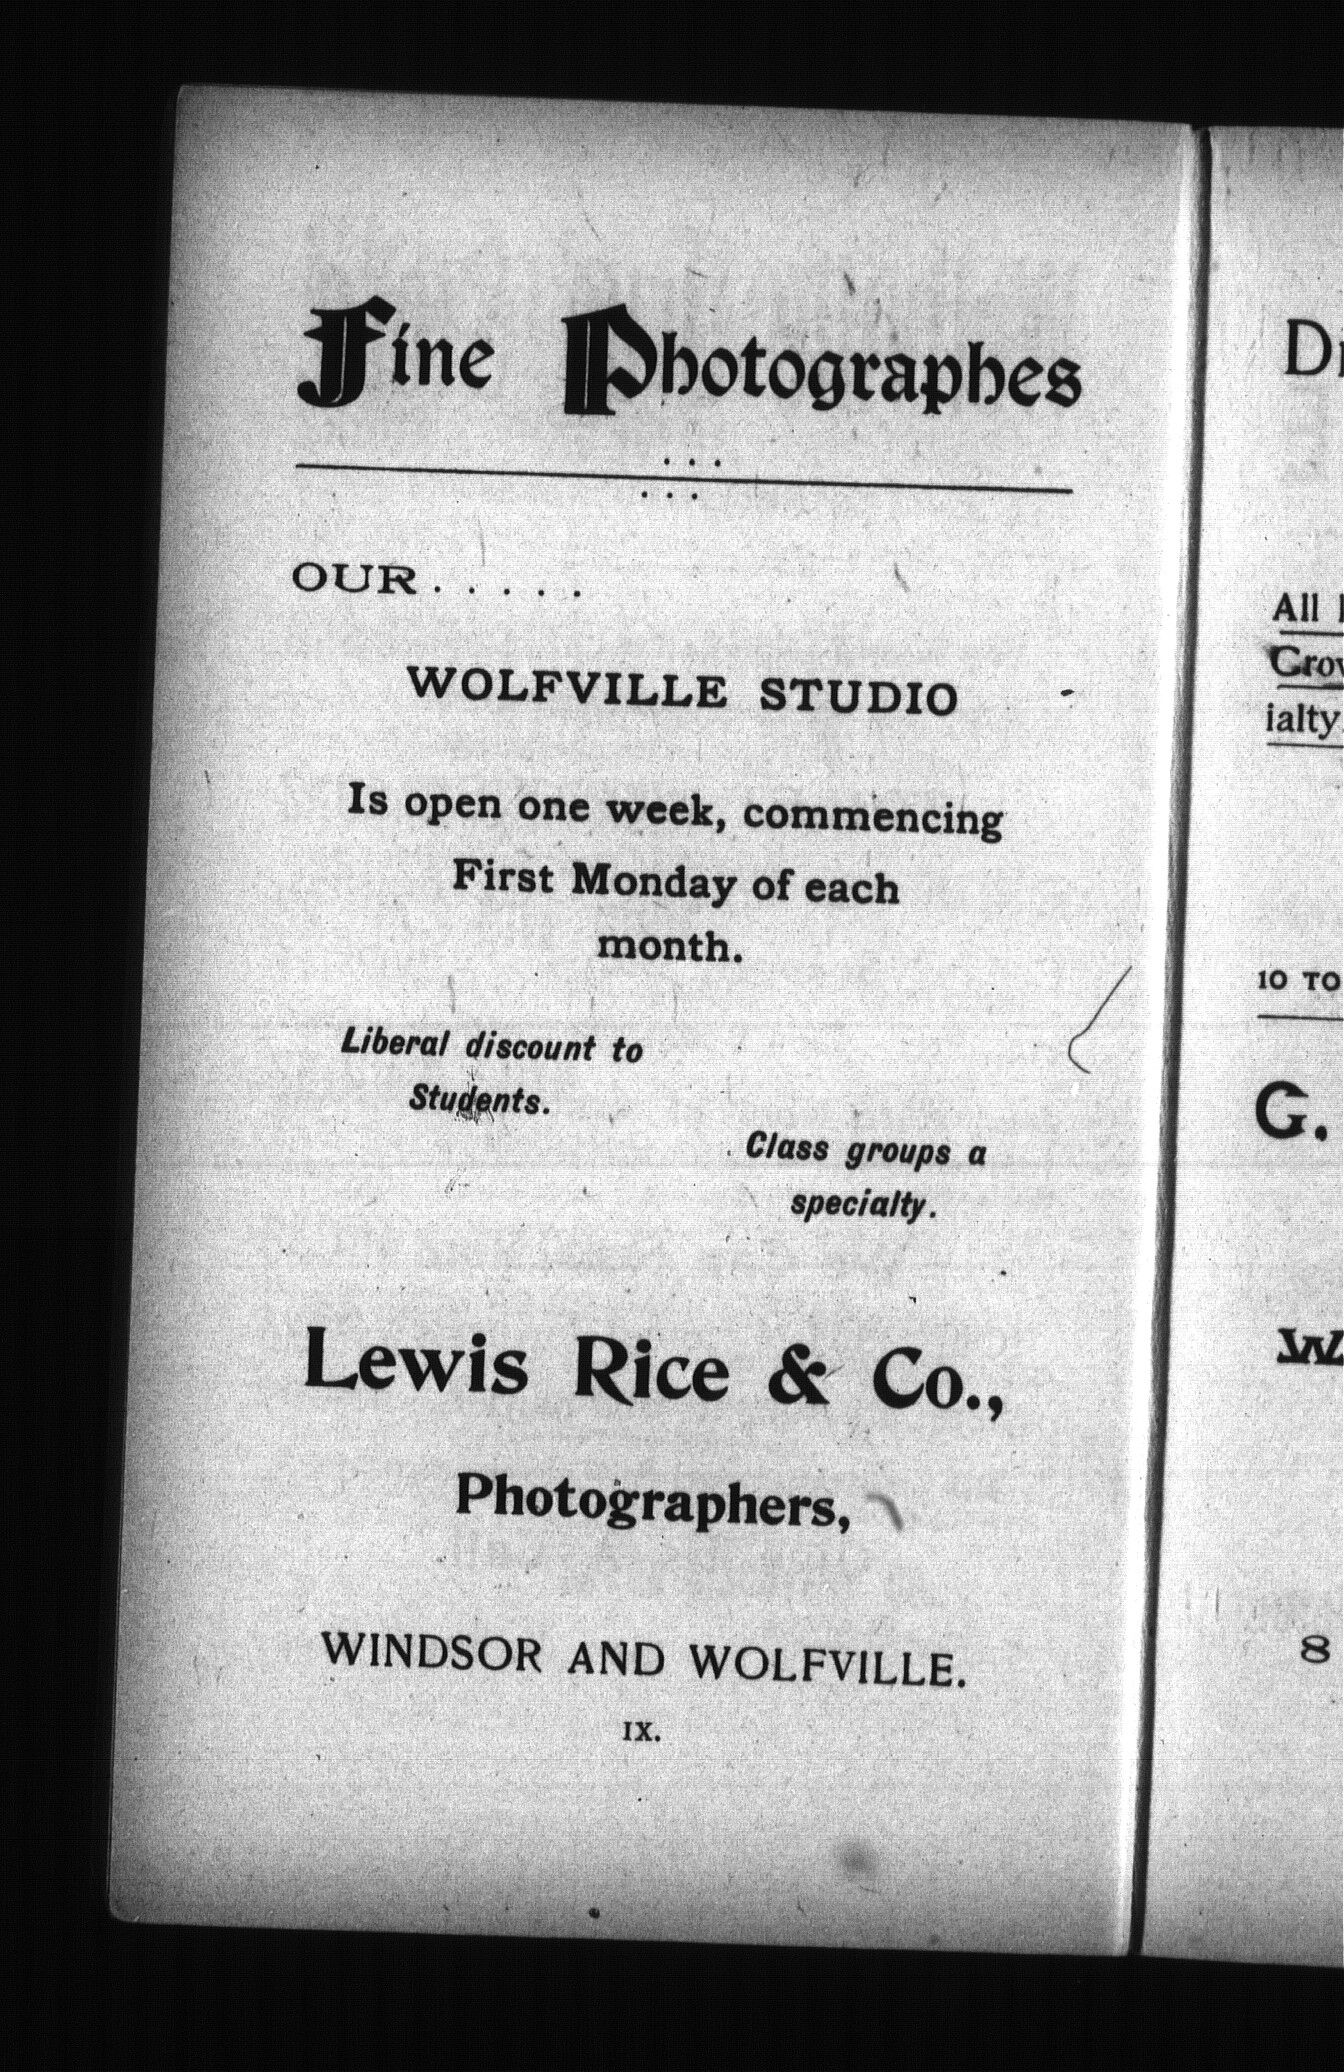 Fine Photographes
OUR . . . . .
WOLFVILLE STUDIO
Is open one week, commencing
First Monday of each
month.
Liberal discount to
Students.
Class groups a
specialty.
Lewis Rice & Co.,
Photographers,
WINDSOR AND WOLFVILLE.
IX.
All
ialty
10 TO
G.
8